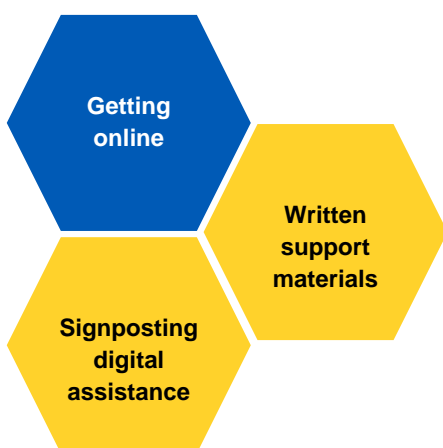 Getting
online
Written
support
materials
Signposting
digital
assistance